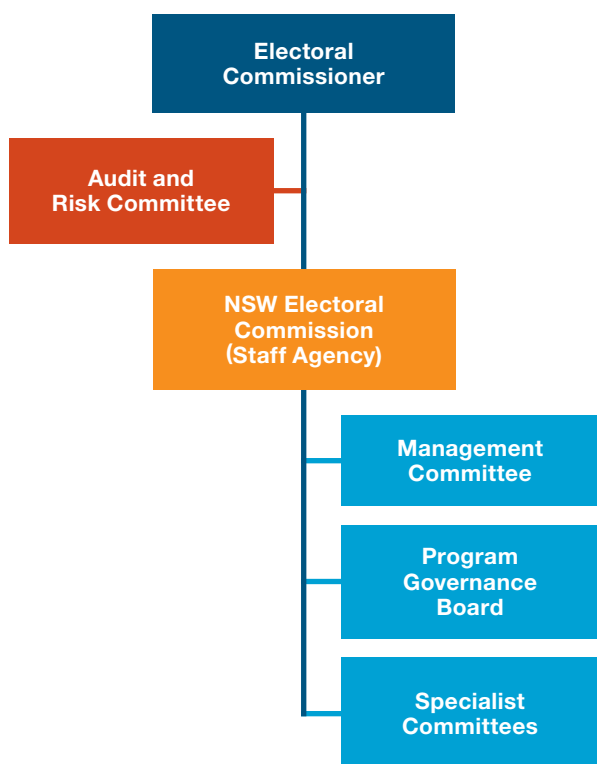 Electoral
Commissioner
Audit and
Risk Committee
NSW Electoral
Commission
(Staff Agency)
Management
Committee
Program
Governance
Board
Specialist
Committees